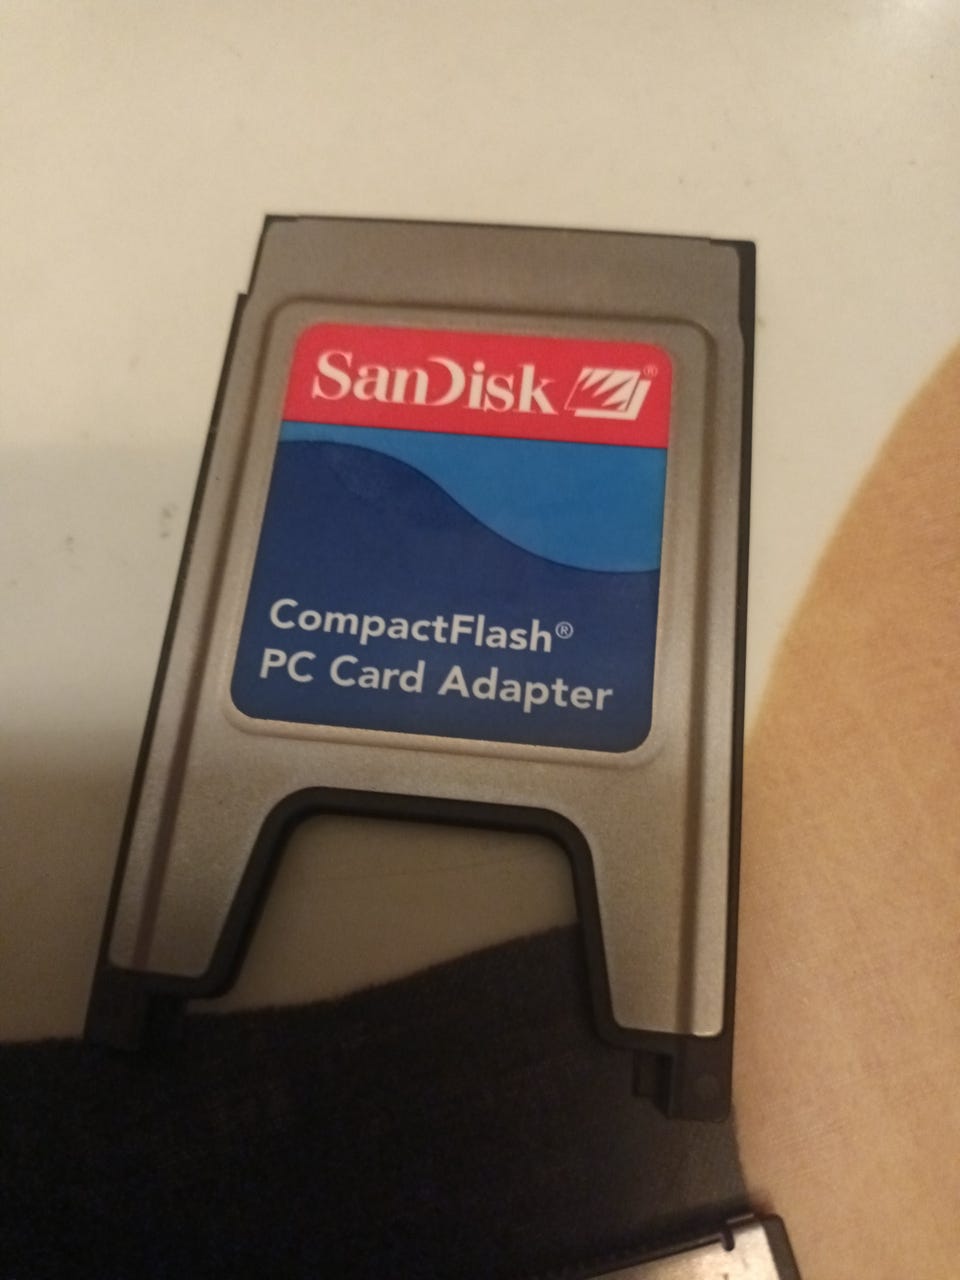 SanDisk ®
CompactFlash®
PC Card Adapter